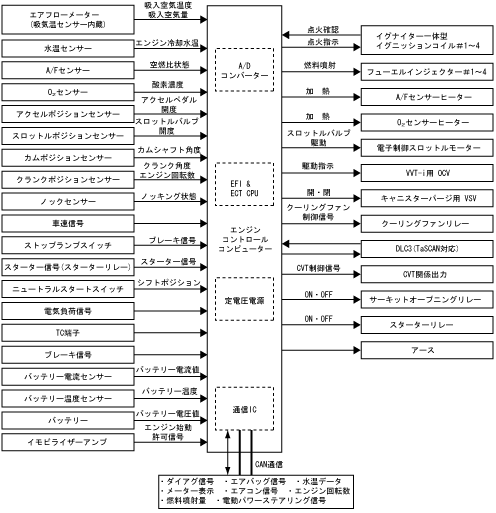 エアフローメーター
(吸気温センサー内蔵)
吸入空気温度
吸入空気量
水温センサー
エンジン冷却水温
A/Fセンサー
空燃比状態
O₂センサー
酸素濃度
アクセルポジションセンサー
アクセルペダル
開度
スロットルポジションセンサー
スロットルバルブ
開度
カムポジションセンサー
カムシャフト角度
クランクポジションセンサー
クランク角度
エンジン回転数
ノックセンサー
ノッキング状態
車速信号
ストップランプスイッチ
ブレーキ信号
スターター信号(スターターリレー)
スターター信号
ニュートラルスタートスイッチ
シフトポジション
電気負荷信号
TC端子
ブレーキ信号
バッテリー電流センサー
バッテリー電流値
バッテリー温度センサー
バッテリー温度
バッテリー
バッテリー電圧値
イモビライザーアンプ
エンジン始動
許可信号
A/D
コンバーター
EFI &
ECT CPU
エンジン
コントロール
コンピューター
定電圧電源
通信IC
点火確認
点火指示
イグナイター一体型
イグニッションコイル#1~4
燃料噴射
フューエルインジェクター#1~4
加 熱
A/Fセンサーヒーター
加 熱
O₂センサーヒーター
スロットルバルブ
駆動
電子制御スロットルモーター
駆動指示
VVT-i用 OCV
開・閉
キャニスターパージ用 VSV
クーリングファン
制御信号
クーリングファンリレー
DLC3(TaSCAN対応)
CVT制御信号
CVT関係出力
ON・OFF
サーキットオープニングリレー
ON・OFF
スターターリレー
アース
CAN通信
・ダイアグ信号 ・エアバッグ信号 ・水温データ
・メーター表示 ・エアコン信号 ・エンジン回転数
・燃料噴射量 ・電動パワーステアリング信号